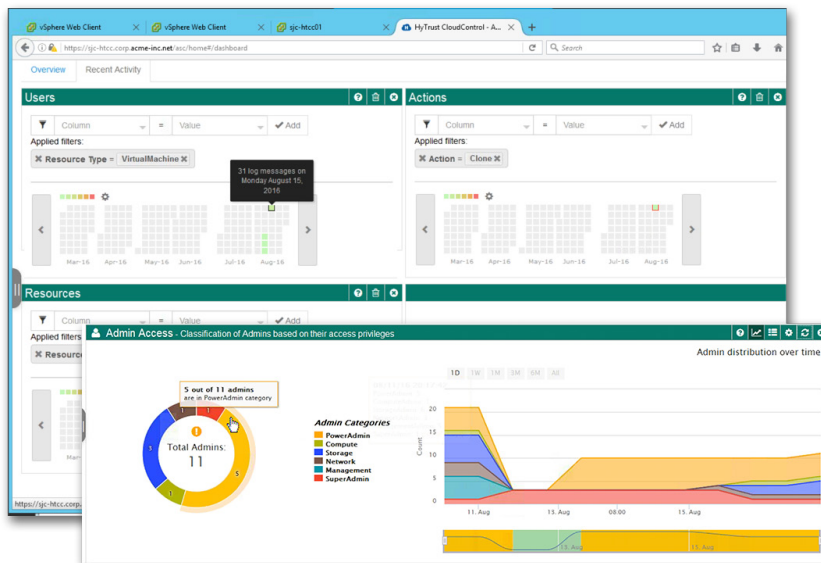 vSphere Web Client
vSphere Web Client
sjc-htcc01
HyTrust CloudControl - A...
https://sjc-htcc.corp.acme-inc.net/asc/home#/dashboard
Search
Overview
Recent Activity
Users
Column = Value Add
Applied filters:
Resource Type = VirtualMachine
31 log messages on
Monday August 15,
2016
Mar-16 Apr-16 May-16 Jun-16 Jul-16 Aug-16
Actions
Column = Value Add
Applied filters:
Action = Clone
Mar-16 Apr-16 May-16 Jun-16 Jul-16 Aug-16
Resources
Column = Value Add
Applied filters
Resourc
Mar
https://sjc-htcc.corp.
Admin Access - Classification of Admins based on their access privileges
Admin distribution over time
1D 1W 1M 3M 6M All
5 out of 11 admins
are in PowerAdmin category
Total Admins:
11
1
1
5
1
3
Admin Categories
PowerAdmin
Compute
Storage
Network
Management
SuperAdmin
Count
20
15
10
5
0
11. Aug 15. Aug 08:00 15. Aug
13. Aug 15. Aug